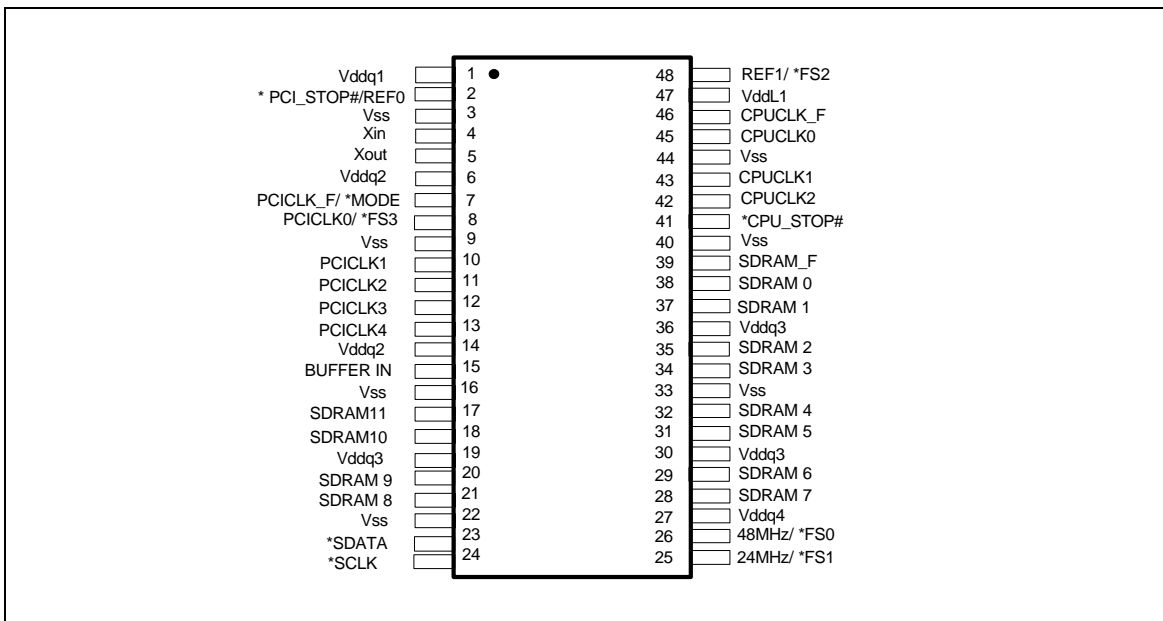 Vddq1 1 48 REF1/ *FS2
* PCI_STOP#/REF0 2 47 VddL1
Vss 3 46 CPUCLK_F
Xin 4 45 CPUCLK0
Xout 5 44 Vss
Vddq2 6 43 CPUCLK1
PCICLK_F/ *MODE 7 42 CPUCLK2
PCICLK0/ *FS3 8 41 *CPU_STOP#
Vss 9 40 Vss
PCICLK1 10 39 SDRAM_F
PCICLK2 11 38 SDRAM 0
PCICLK3 12 37 SDRAM 1
PCICLK4 13 36 Vddq3
Vddq2 14 35 SDRAM 2
BUFFER IN 15 34 SDRAM 3
Vss 16 33 Vss
SDRAM11 17 32 SDRAM 4
SDRAM10 18 31 SDRAM 5
Vddq3 19 30 Vddq3
SDRAM 9 20 29 SDRAM 6
SDRAM 8 21 28 SDRAM 7
Vss 22 27 Vddq4
*SDATA 23 26 48MHz/ *FS0
*SCLK 24 25 24MHz/ *FS1